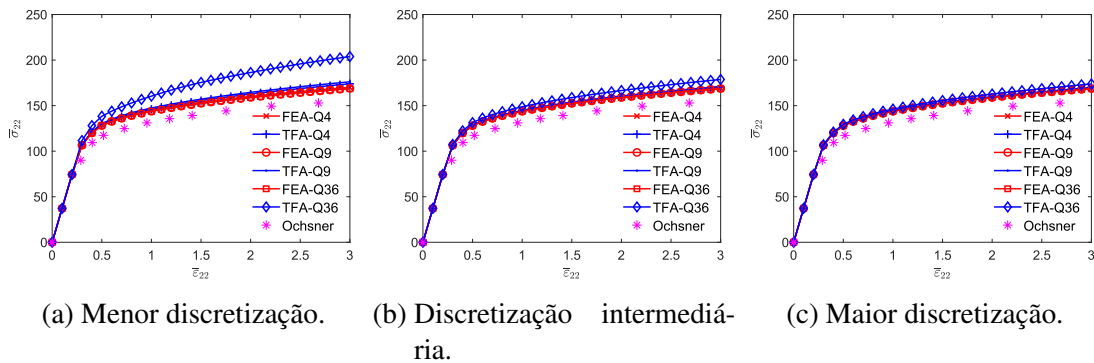 250
200
150
100
50
0
σ̅22
0 0.5 1 1.5 2 2.5 3
ε̅22
FEA-Q4
TFA-Q4
FEA-Q9
TFA-Q9
FEA-Q36
TFA-Q36
Ochsner
(a) Menor discretização.
250
200
150
100
50
0
σ̅22
0 0.5 1 1.5 2 2.5 3
ε̅22
FEA-Q4
TFA-Q4
FEA-Q9
TFA-Q9
FEA-Q36
TFA-Q36
Ochsner
(b) Discretização intermediá-
ria.
250
200
150
100
50
0
σ̅22
0 0.5 1 1.5 2 2.5 3
ε̅22
FEA-Q4
TFA-Q4
FEA-Q9
TFA-Q9
FEA-Q36
TFA-Q36
Ochsner
(c) Maior discretização.